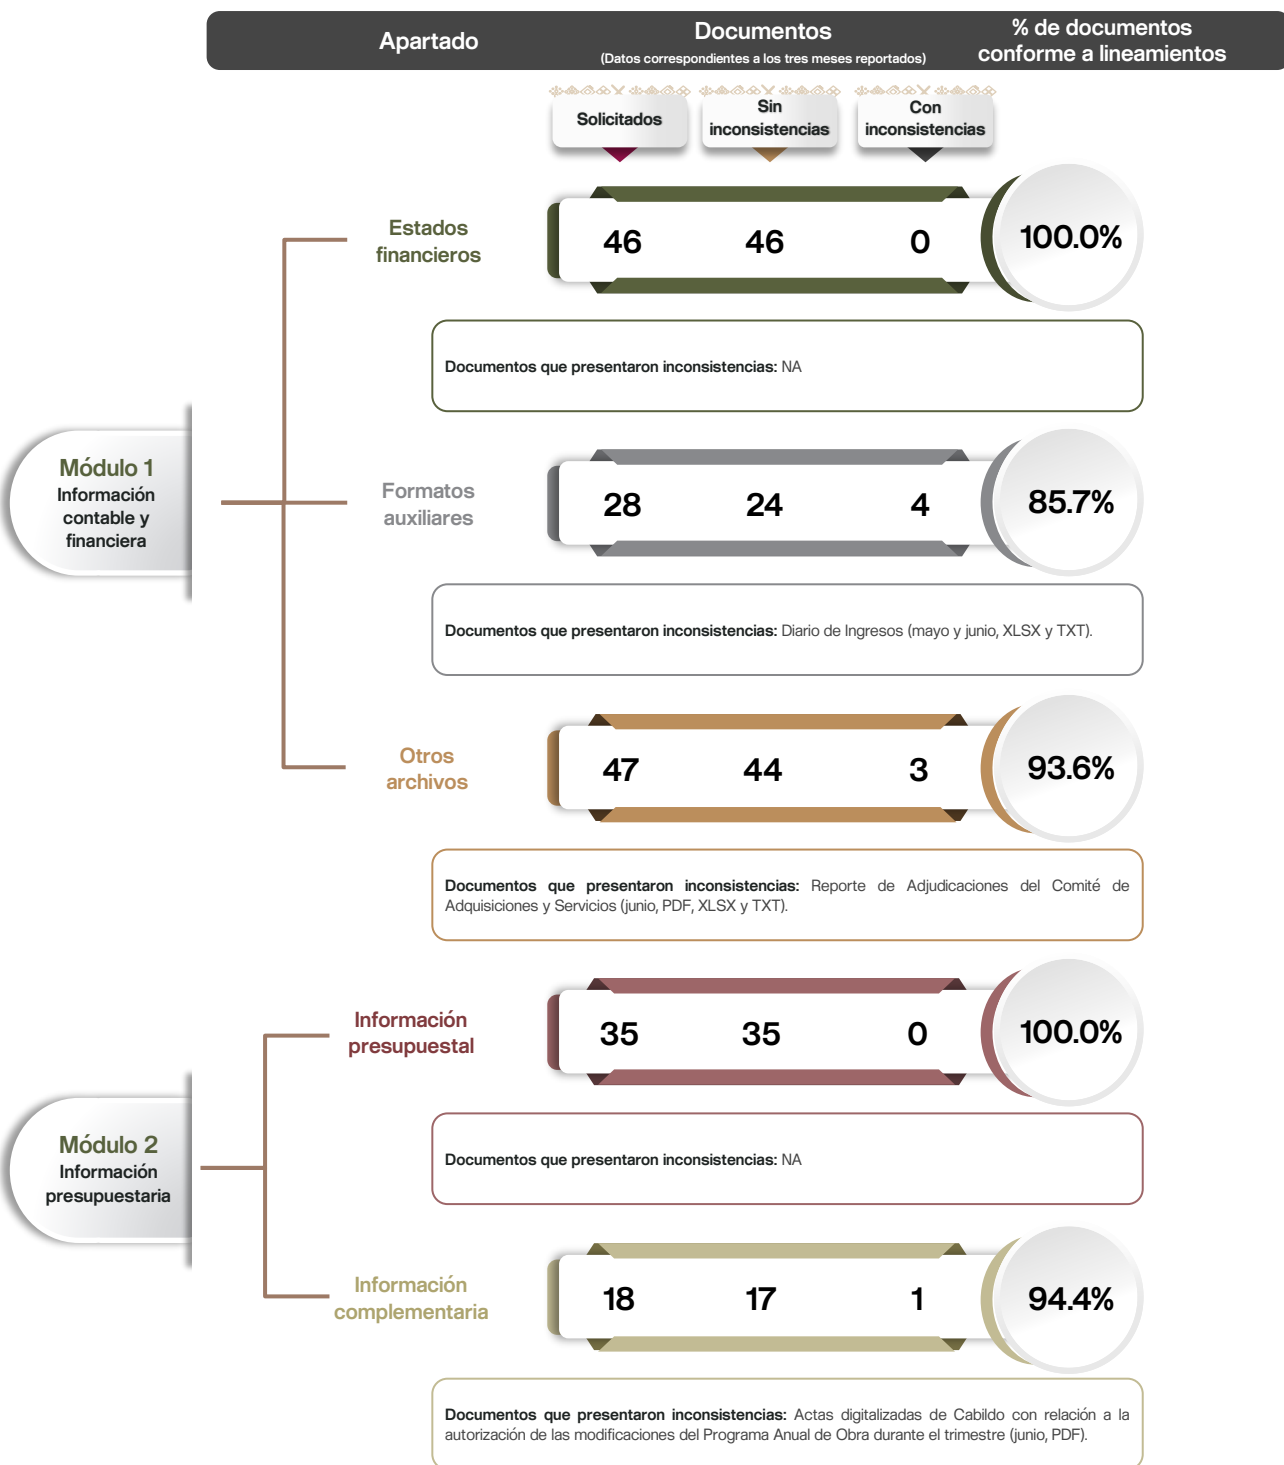 Apartado
Documentos
(Datos correspondientes a los tres meses reportados)
% de documentos
conforme a lineamientos
Solicitados
Sin
inconsistencias
Con
inconsistencias
Módulo 1
Información
contable y
financiera
Estados
financieros
46 46 0 100.0%
Documentos que presentaron inconsistencias: NA
Formatos
auxiliares
28 24 4 85.7%
Documentos que presentaron inconsistencias: Diario de Ingresos (mayo y junio, XLSX y TXT).
Otros
archivos
47 44 3 93.6%
Documentos que presentaron inconsistencias: Reporte de Adjudicaciones del Comité de
Adquisiciones y Servicios (junio, PDF, XLSX y TXT).
Módulo 2
Información
presupuestaria
Información
presupuestal
35 35 0 100.0%
Documentos que presentaron inconsistencias: NA
Información
complementaria
18 17 1 94.4%
Documentos que presentaron inconsistencias: Actas digitalizadas de Cabildo con relación a la
autorización de las modificaciones del Programa Anual de Obra durante el trimestre (junio, PDF).